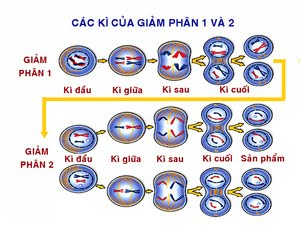 CÁC KÌ CỦA GIẢM PHÂN 1 VÀ 2
GIẢM
PHÂN 1
Kì đầu Kì giữa Kì sau Kì cuối
GIẢM
PHÂN 2
Kì đầu Kì giữa Kì sau Kì cuối Sản phẩm